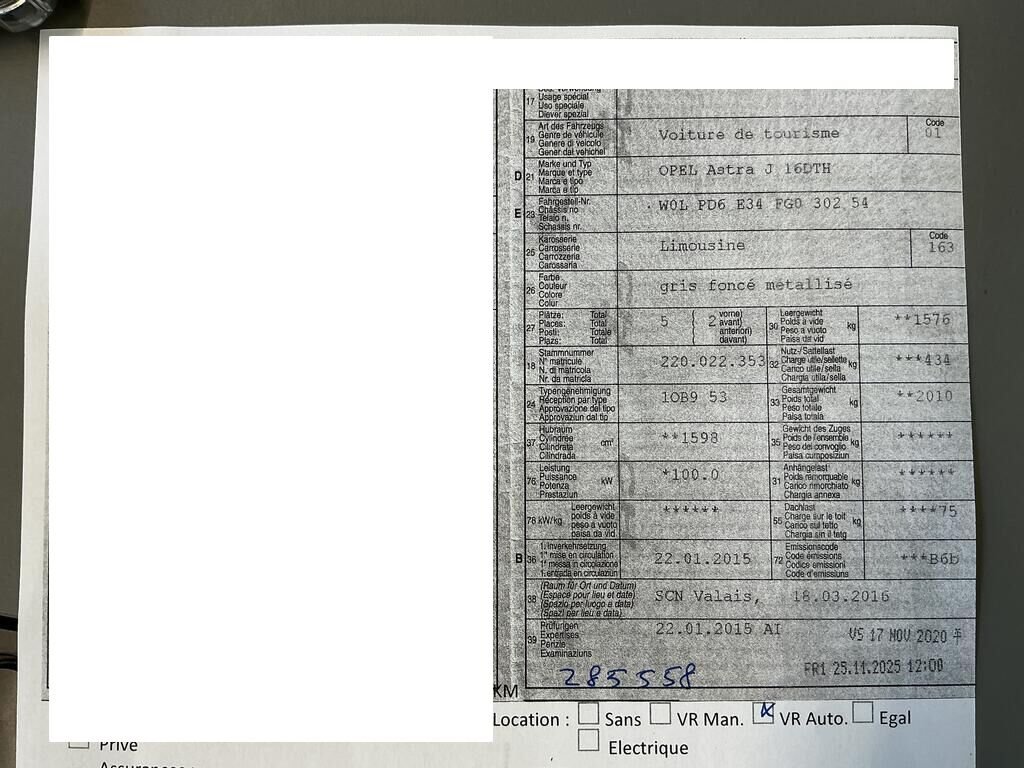 Usage spécial
17 Uso speciale
Diever spezial
Art des Fahrzeugs
19 Genre de véhicule Voiture de tourisme Code
Genere di veicolo 01
Gener dal vehichel
Marke und Typ
D 21 Marque et type OPEL Astra J 16DTH
Marca e tipo
Marca e tip
Fahrgestell-Nr.
E 23 Châssis no W0L PD6 E34 FG0 302 54
Telaio n.
Schassis nr.
Karosserie
25 Carrosserie Limousine Code
Carrozzeria 163
Carossaria
Farbe
26 Couleur gris foncé métallisé
Colore
Colur
Plätze: Total vorne) Leergewicht
27 Places: Total 5 ( 2 avant) 30 Poids à vide kg **1576
Posti: Totale anteriori) Peso a vuoto
Plazs: Total davant) Paisa da vid
Stammnummer Nutz-/Sattellast
18 N° matricule 220.022.353 32 Charge utile/sellette kg ***434
N. di matricola Carico utile/sella
Nr. da matricla Chargia utila/sella
Typengenehmigung Gesamtgewicht
24 Réception par type 1OB9 53 33 Poids total kg **2010
Approvazione del tipo Peso totale
Approvaziun dal tip Paisa totala
Hubraum Gewicht des Zuges
37 Cylindrée cm³ **1598 35 Poids de l'ensemble kg ******
Cilindrata Peso del convoglio
Cilindrada Paisa cumposiziun
Leistung Anhängelast
76 Puissance kW *100.0 31 Poids remorquable kg ******
Potenza Carico rimorchiato
Prestaziun Chargia annexa
Leergewicht Dachlast
78 kW/kg poids à vide ****** 55 Charge sur le toit kg ****75
peso a vuoto Carico sul tetto
paisa da vid Chargia sin il tetg
1. Inverkehrsetzung Emissionscode
B 36 1re mise en circulation 22.01.2015 72 Code émissions ***B6b
1a messa in circolazione Codice emissioni
1. entrada en circulaziun Code d'emissiuns
(Raum für Ort und Datum)
38 (Espace pour lieu et date) SCN Valais, 18.03.2016
(Spazio per luogo e data)
(Spazi per lieu e data)
Prüfungen
39 Expertises 22.01.2015 AI VS 17 NOV 2020
Perizie
Examinaziuns
FR1 25.11.2025 12:00
KM 285558
Location : Sans VR Man. VR Auto. Egal
Electrique
Privé